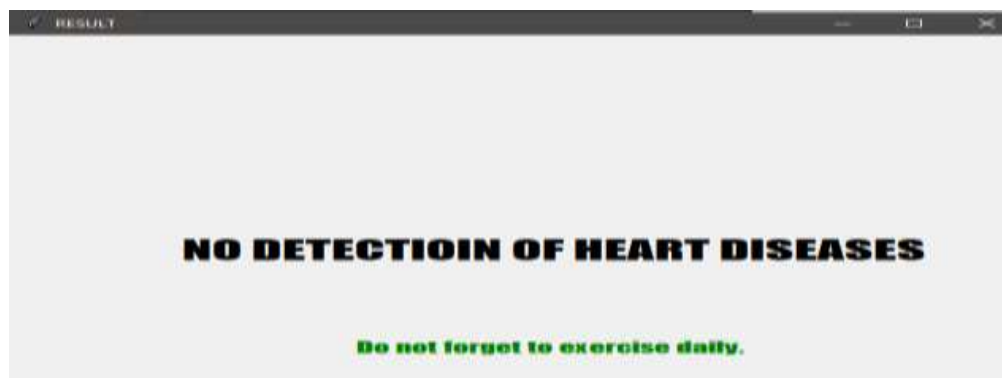 RESULT
NO DETECTIOIN OF HEART DISEASES
Do not forget to exercise daily.